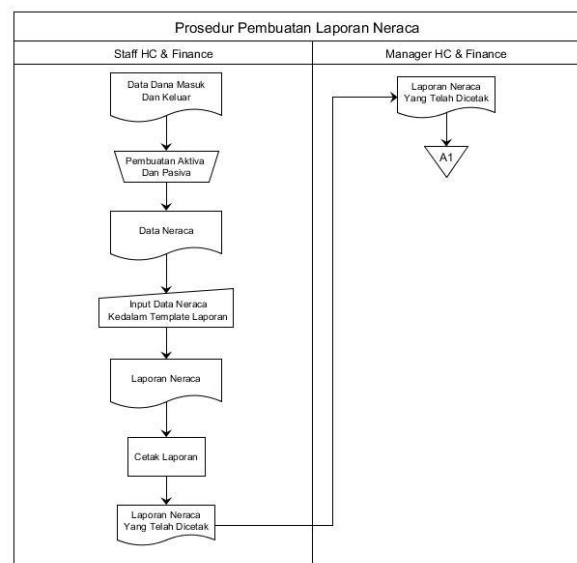 Prosedur Pembuatan Laporan Neraca
Staff HC & Finance
Manager HC & Finance
Data Dana Masuk
Dan Keluar
Pembuatan Aktiva
Dan Pasiva
Data Neraca
Input Data Neraca
Kedalam Template Laporan
Laporan Neraca
Cetak Laporan
Laporan Neraca
Yang Telah Dicetak
Laporan Neraca
Yang Telah Dicetak
A1